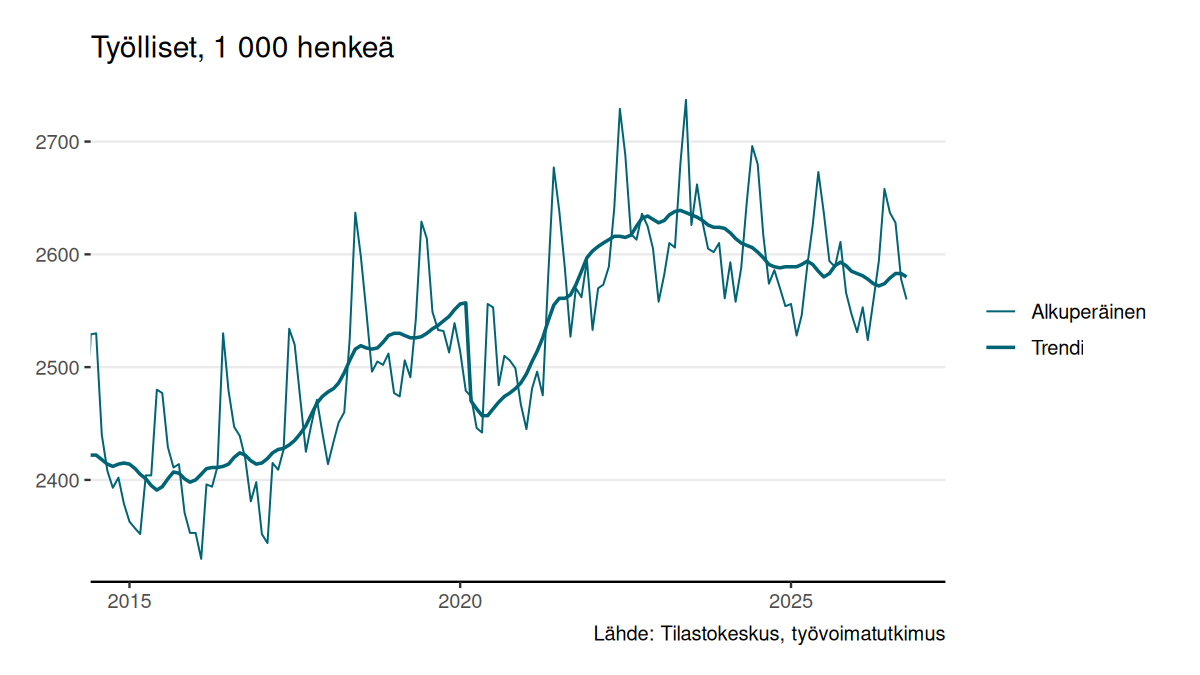 Työlliset, 1 000 henkeä
2700
2600
2500
2400
2015
2020
2025
Alkuperäinen
Trendi
Lähde: Tilastokeskus, työvoimatutkimus